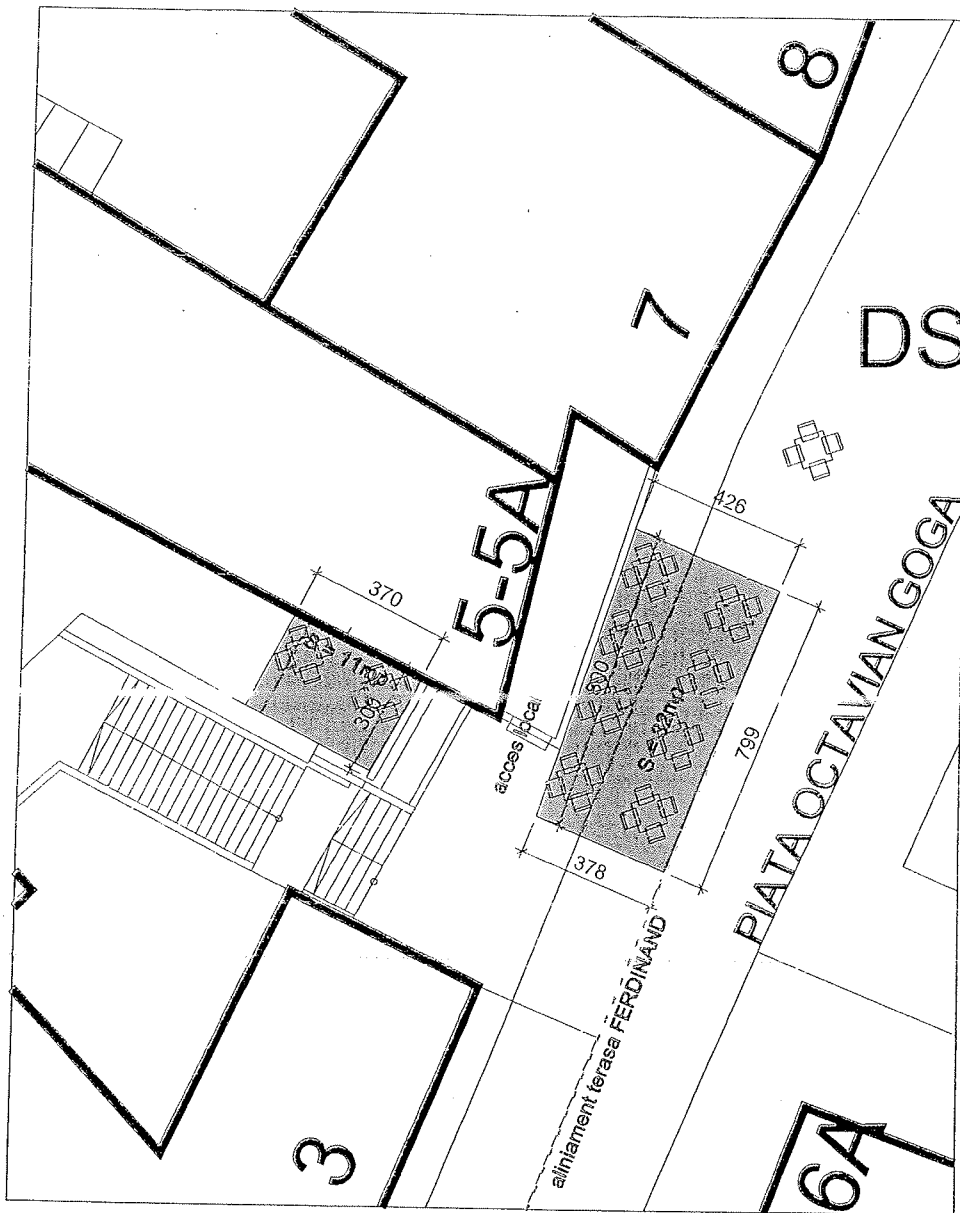 8
7
DS
426
5-5A
370
S = 11mp
300
acces local
800
S = 32mp
799
378
PIATA OCTAVIAN GOGA
aliniament terasa FERDINAND
3
6A